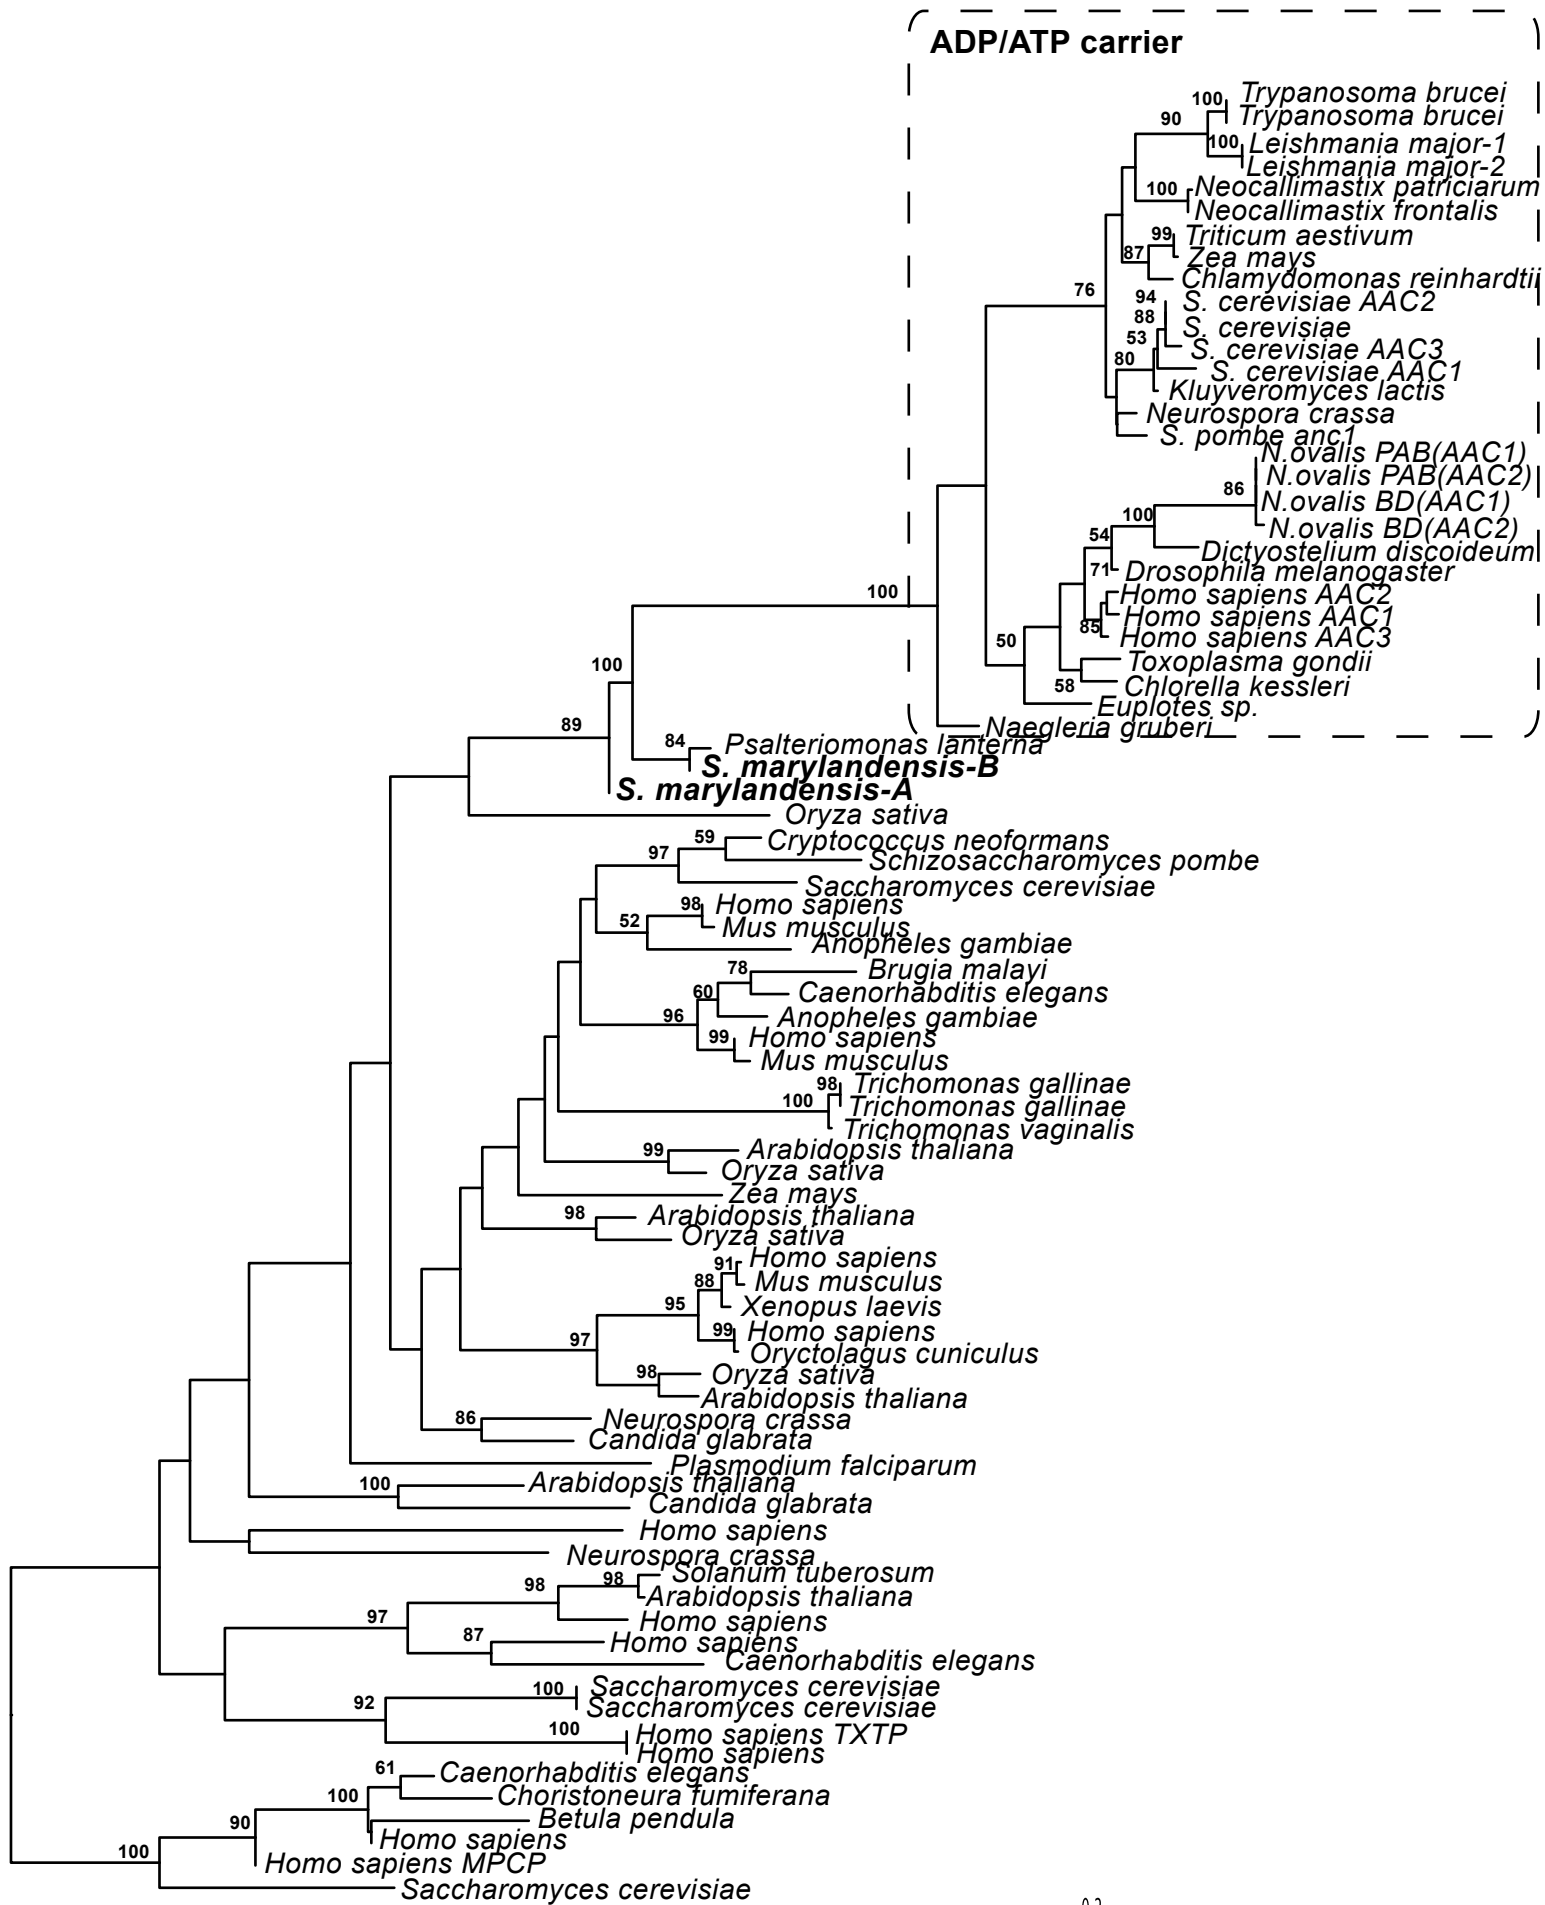 ADP/ATP carrier
100 Trypanosoma brucei
90 Trypanosoma brucei
100 Leishmania major-1
Leishmania major-2
100 Neocallimastix patriciarum
Neocallimastix frontalis
99 Triticum aestivum
87 Zea mays
Chlamydomonas reinhardtii
76 94 S. cerevisiae AAC2
88 S. cerevisiae
53 S. cerevisiae AAC3
80 S. cerevisiae AAC1
Kluyveromyces lactis
Neurospora crassa
S. pombe anc1
N.ovalis PAB(AAC1)
N.ovalis PAB(AAC2)
86 N.ovalis BD(AAC1)
100 N.ovalis BD(AAC2)
54 Dictyostelium discoideum
71 Drosophila melanogaster
100 Homo sapiens AAC2
Homo sapiens AAC1
85 Homo sapiens AAC3
50 Toxoplasma gondii
58 Chlorella kessleri
100 Euplotes sp.
89 Naegleria gruberi
84 Psalteriomonas lanterna
S. marylandensis-B
S. marylandensis-A
Oryza sativa
59 Cryptococcus neoformans
97 Schizosaccharomyces pombe
Saccharomyces cerevisiae
98 Homo sapiens
52 Mus musculus
Anopheles gambiae
78 Brugia malayi
60 Caenorhabditis elegans
96 Anopheles gambiae
99 Homo sapiens
Mus musculus
98 Trichomonas gallinae
100 Trichomonas gallinae
Trichomonas vaginalis
99 Arabidopsis thaliana
Oryza sativa
Zea mays
98 Arabidopsis thaliana
Oryza sativa
91 Homo sapiens
88 Mus musculus
95 Xenopus laevis
99 Homo sapiens
97 Oryctolagus cuniculus
98 Oryza sativa
Arabidopsis thaliana
86 Neurospora crassa
Candida glabrata
Plasmodium falciparum
100 Arabidopsis thaliana
Candida glabrata
Homo sapiens
Neurospora crassa
98 98 Solanum tuberosum
Arabidopsis thaliana
97 Homo sapiens
87 Homo sapiens
Caenorhabditis elegans
100 Saccharomyces cerevisiae
92 Saccharomyces cerevisiae
100 Homo sapiens TXTP
Homo sapiens
61 Caenorhabditis elegans
100 Choristoneura fumiferana
90 Betula pendula
Homo sapiens
100 Homo sapiens MPCP
Saccharomyces cerevisiae